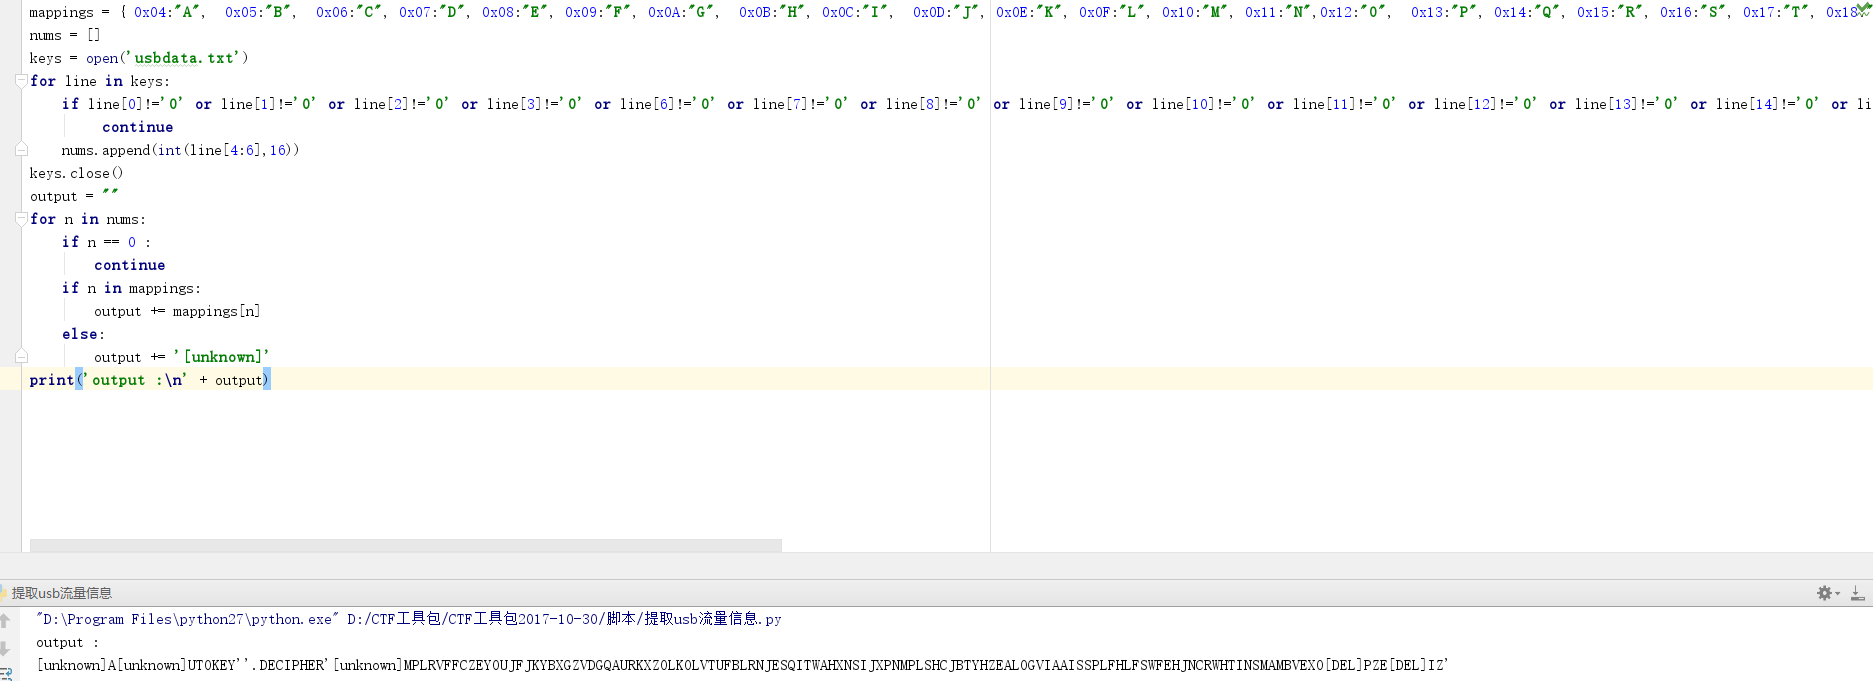 mappings = { 0x04:"A",  0x05:"B",  0x06:"C", 0x07:"D", 0x08:"E", 0x09:"F", 0x0A:"G",  0x0B:"H", 0x0C:"I",  0x0D:"J", 0x0E:"K", 0x0F:"L", 0x10:"M", 0x11:"N",0x12:"O",  0x13:"P", 0x14:"Q", 0x15:"R", 0x16:"S", 0x17:"T", 0x18:
nums = []
keys = open('usbdata.txt')
for line in keys:
    if line[0]!='0' or line[1]!='0' or line[2]!='0' or line[3]!='0' or line[6]!='0' or line[7]!='0' or line[8]!='0' or line[9]!='0' or line[10]!='0' or line[11]!='0' or line[12]!='0' or line[13]!='0' or line[14]!='0' or li
         continue
    nums.append(int(line[4:6],16))
keys.close()
output = ""
for n in nums:
    if n == 0 :
        continue
    if n in mappings:
        output += mappings[n]
    else:
        output += '[unknown]'
print('output :\n' + output)
提取usb流量信息
"D:\Program Files\python27\python.exe" D:/CTF工具包/CTF工具包2017-10-30/脚本/提取usb流量信息.py
output :
[unknown]A[unknown]UTOKEY''.DECIPHER'[unknown]MPLRVFFCZEYOUJFJKYBXGZVDGQAURKXZOLKOLVTUFBLRNJESQITWAHXNSIJXPNMPLSHCJBTYHZEALOGVIAAISSPLFHLFSWFEHJNCRWHTINSMAMBVEXO[DEL]PZE[DEL]IZ'